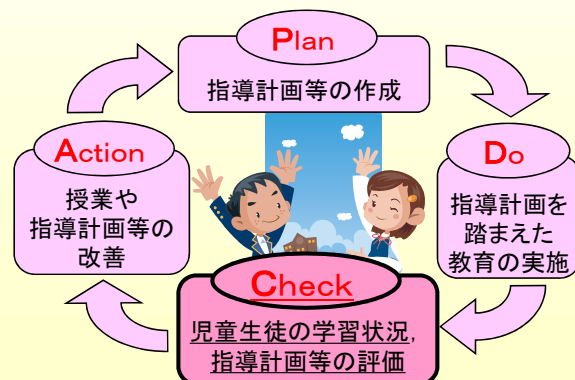 Plan
指導計画等の作成
Do
指導計画を
踏まえた
教育の実施
Check
児童生徒の学習状況，
指導計画等の評価
Action
授業や
指導計画等の
改善